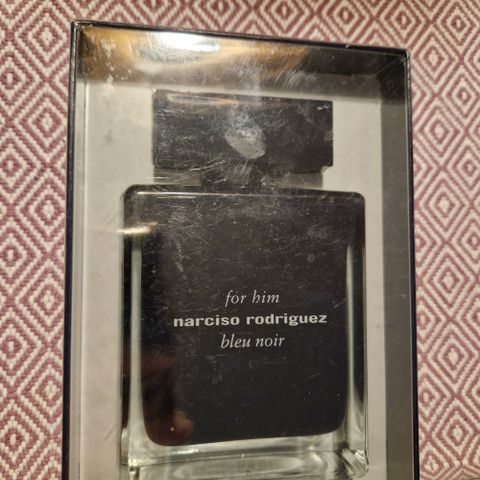 for him
narciso rodriguez
bleu noir